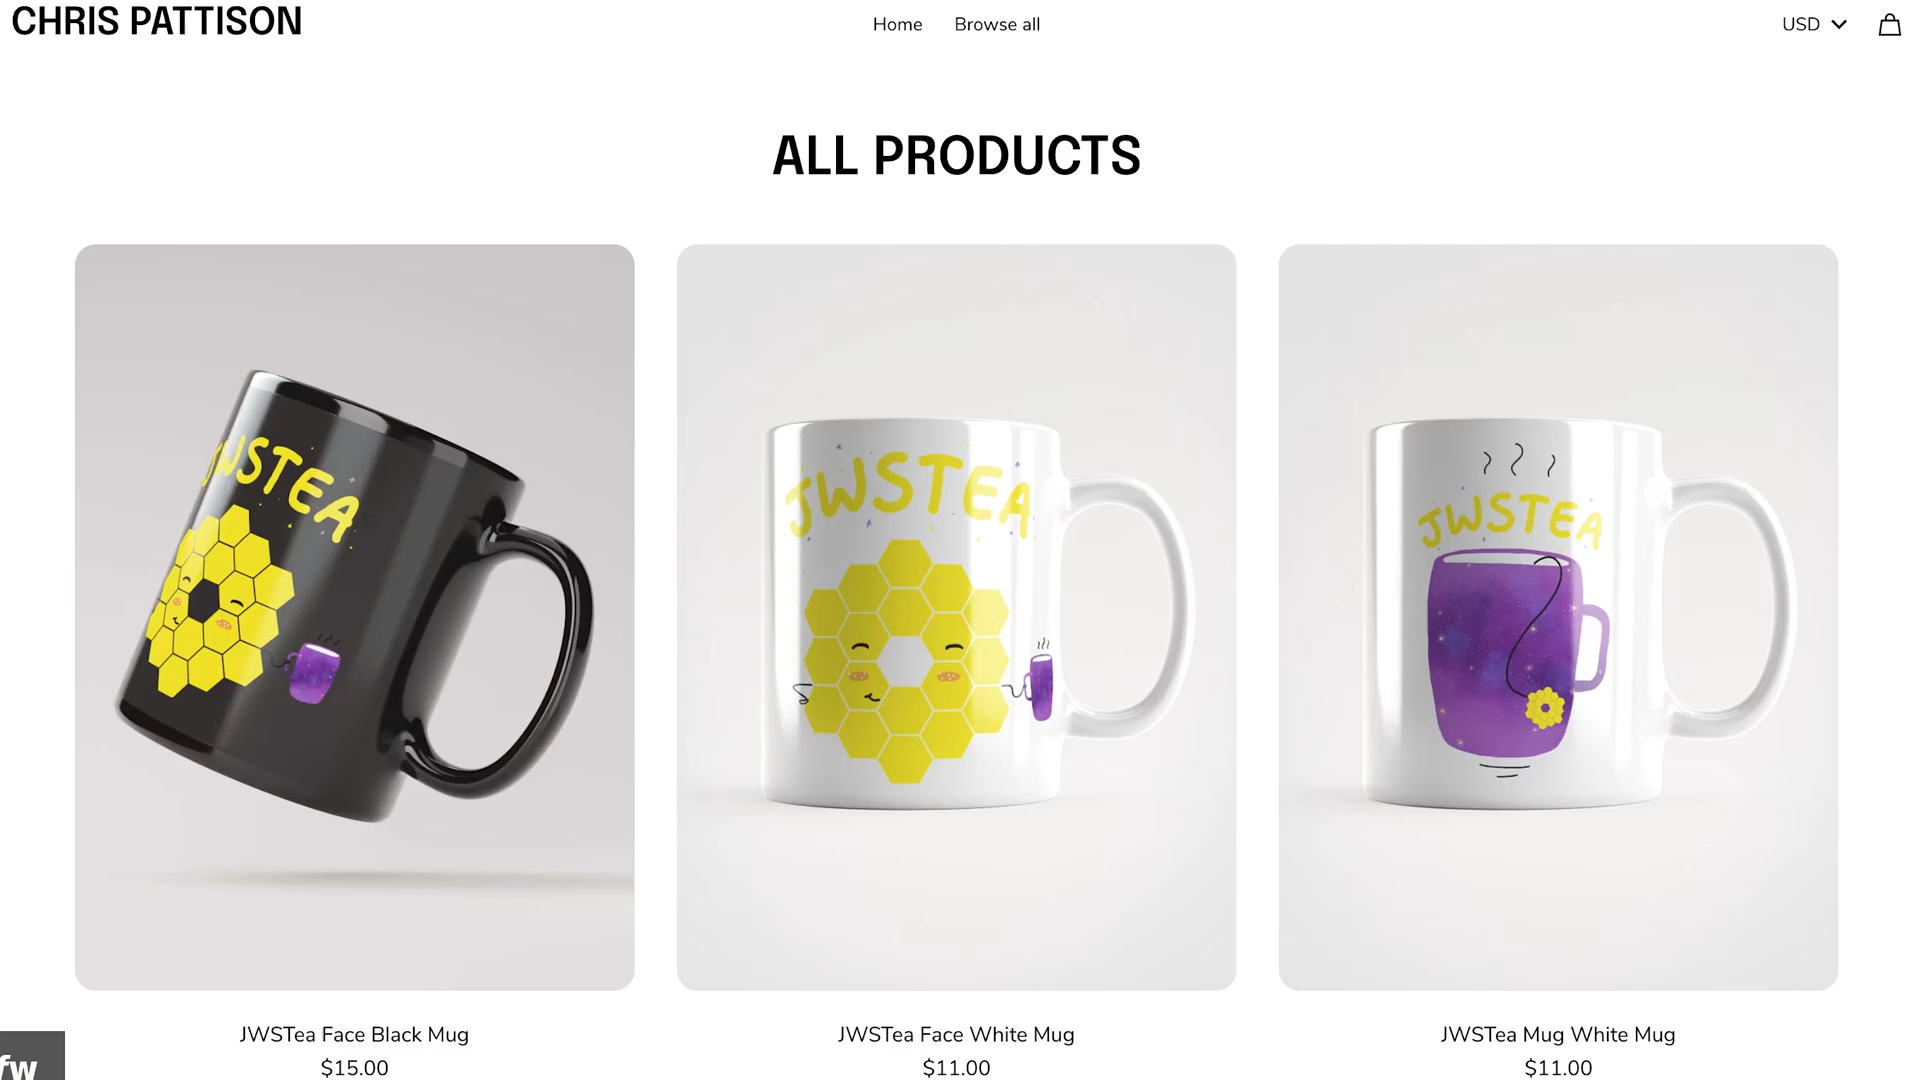 CHRIS PATTISON
Home
Browse all
USD
ALL PRODUCTS
JWSTEA
JWSTEA
JWSTEA
JWSTea Face Black Mug
JWSTea Face White Mug
JWSTea Mug White Mug
$15.00
$11.00
$11.00
fw